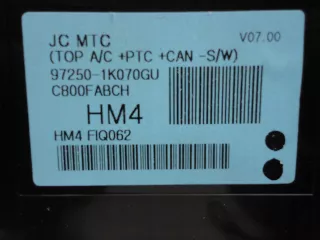 JC MTC
V07.00
(TOP A/C +PTC +CAN -S/W)
97250-1K070GU
C800FABCH
HM4
HM4 FIQ062